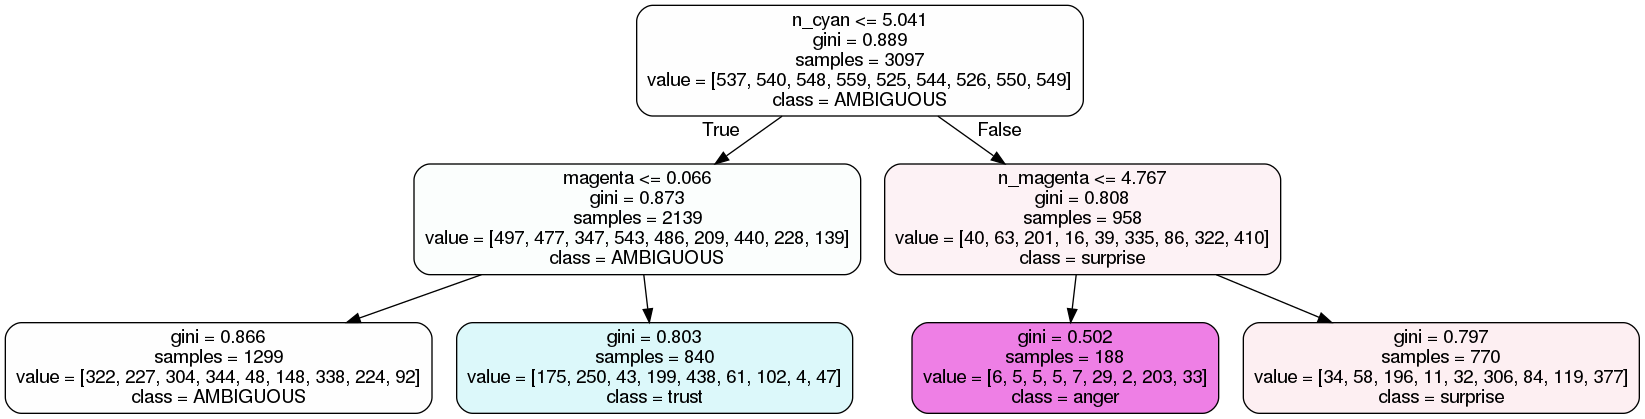 n_cyan <= 5.041
gini = 0.889
samples = 3097
value = [537, 540, 548, 559, 525, 544, 526, 550, 549]
class = AMBIGUOUS
True
False
magenta <= 0.066
gini = 0.873
samples = 2139
value = [497, 477, 347, 543, 486, 209, 440, 228, 139]
class = AMBIGUOUS
n_magenta <= 4.767
gini = 0.808
samples = 958
value = [40, 63, 201, 16, 39, 335, 86, 322, 410]
class = surprise
gini = 0.866
samples = 1299
value = [322, 227, 304, 344, 48, 148, 338, 224, 92]
class = AMBIGUOUS
gini = 0.803
samples = 840
value = [175, 250, 43, 199, 438, 61, 102, 4, 47]
class = trust
gini = 0.502
samples = 188
value = [6, 5, 5, 5, 7, 29, 2, 203, 33]
class = anger
gini = 0.797
samples = 770
value = [34, 58, 196, 11, 32, 306, 84, 119, 377]
class = surprise